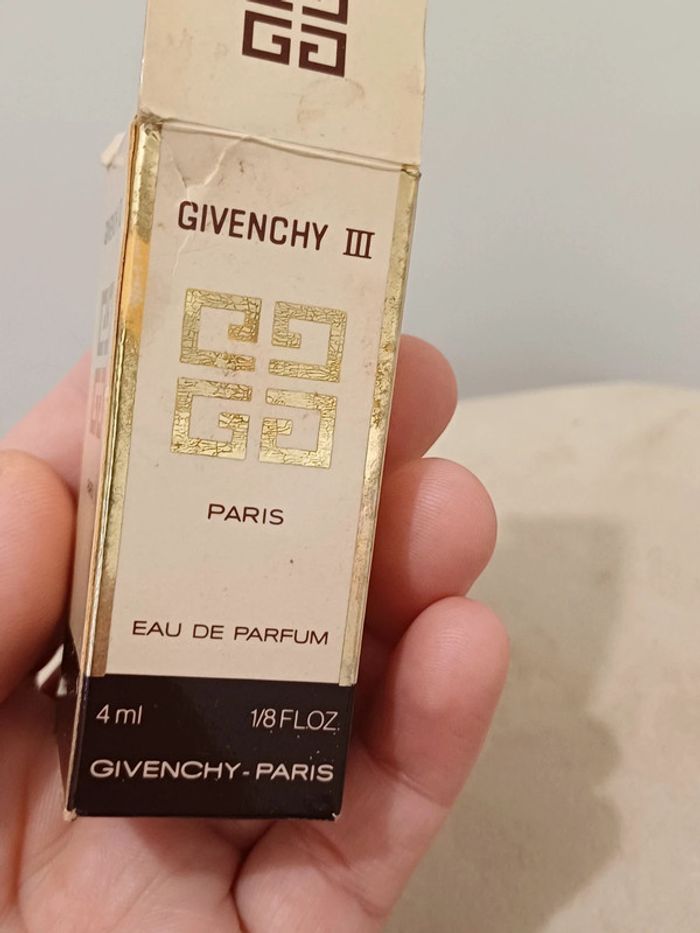 GIVENCHY III
PARIS
EAU DE PARFUM
4 ml 1/8 FL.OZ.
GIVENCHY-PARIS